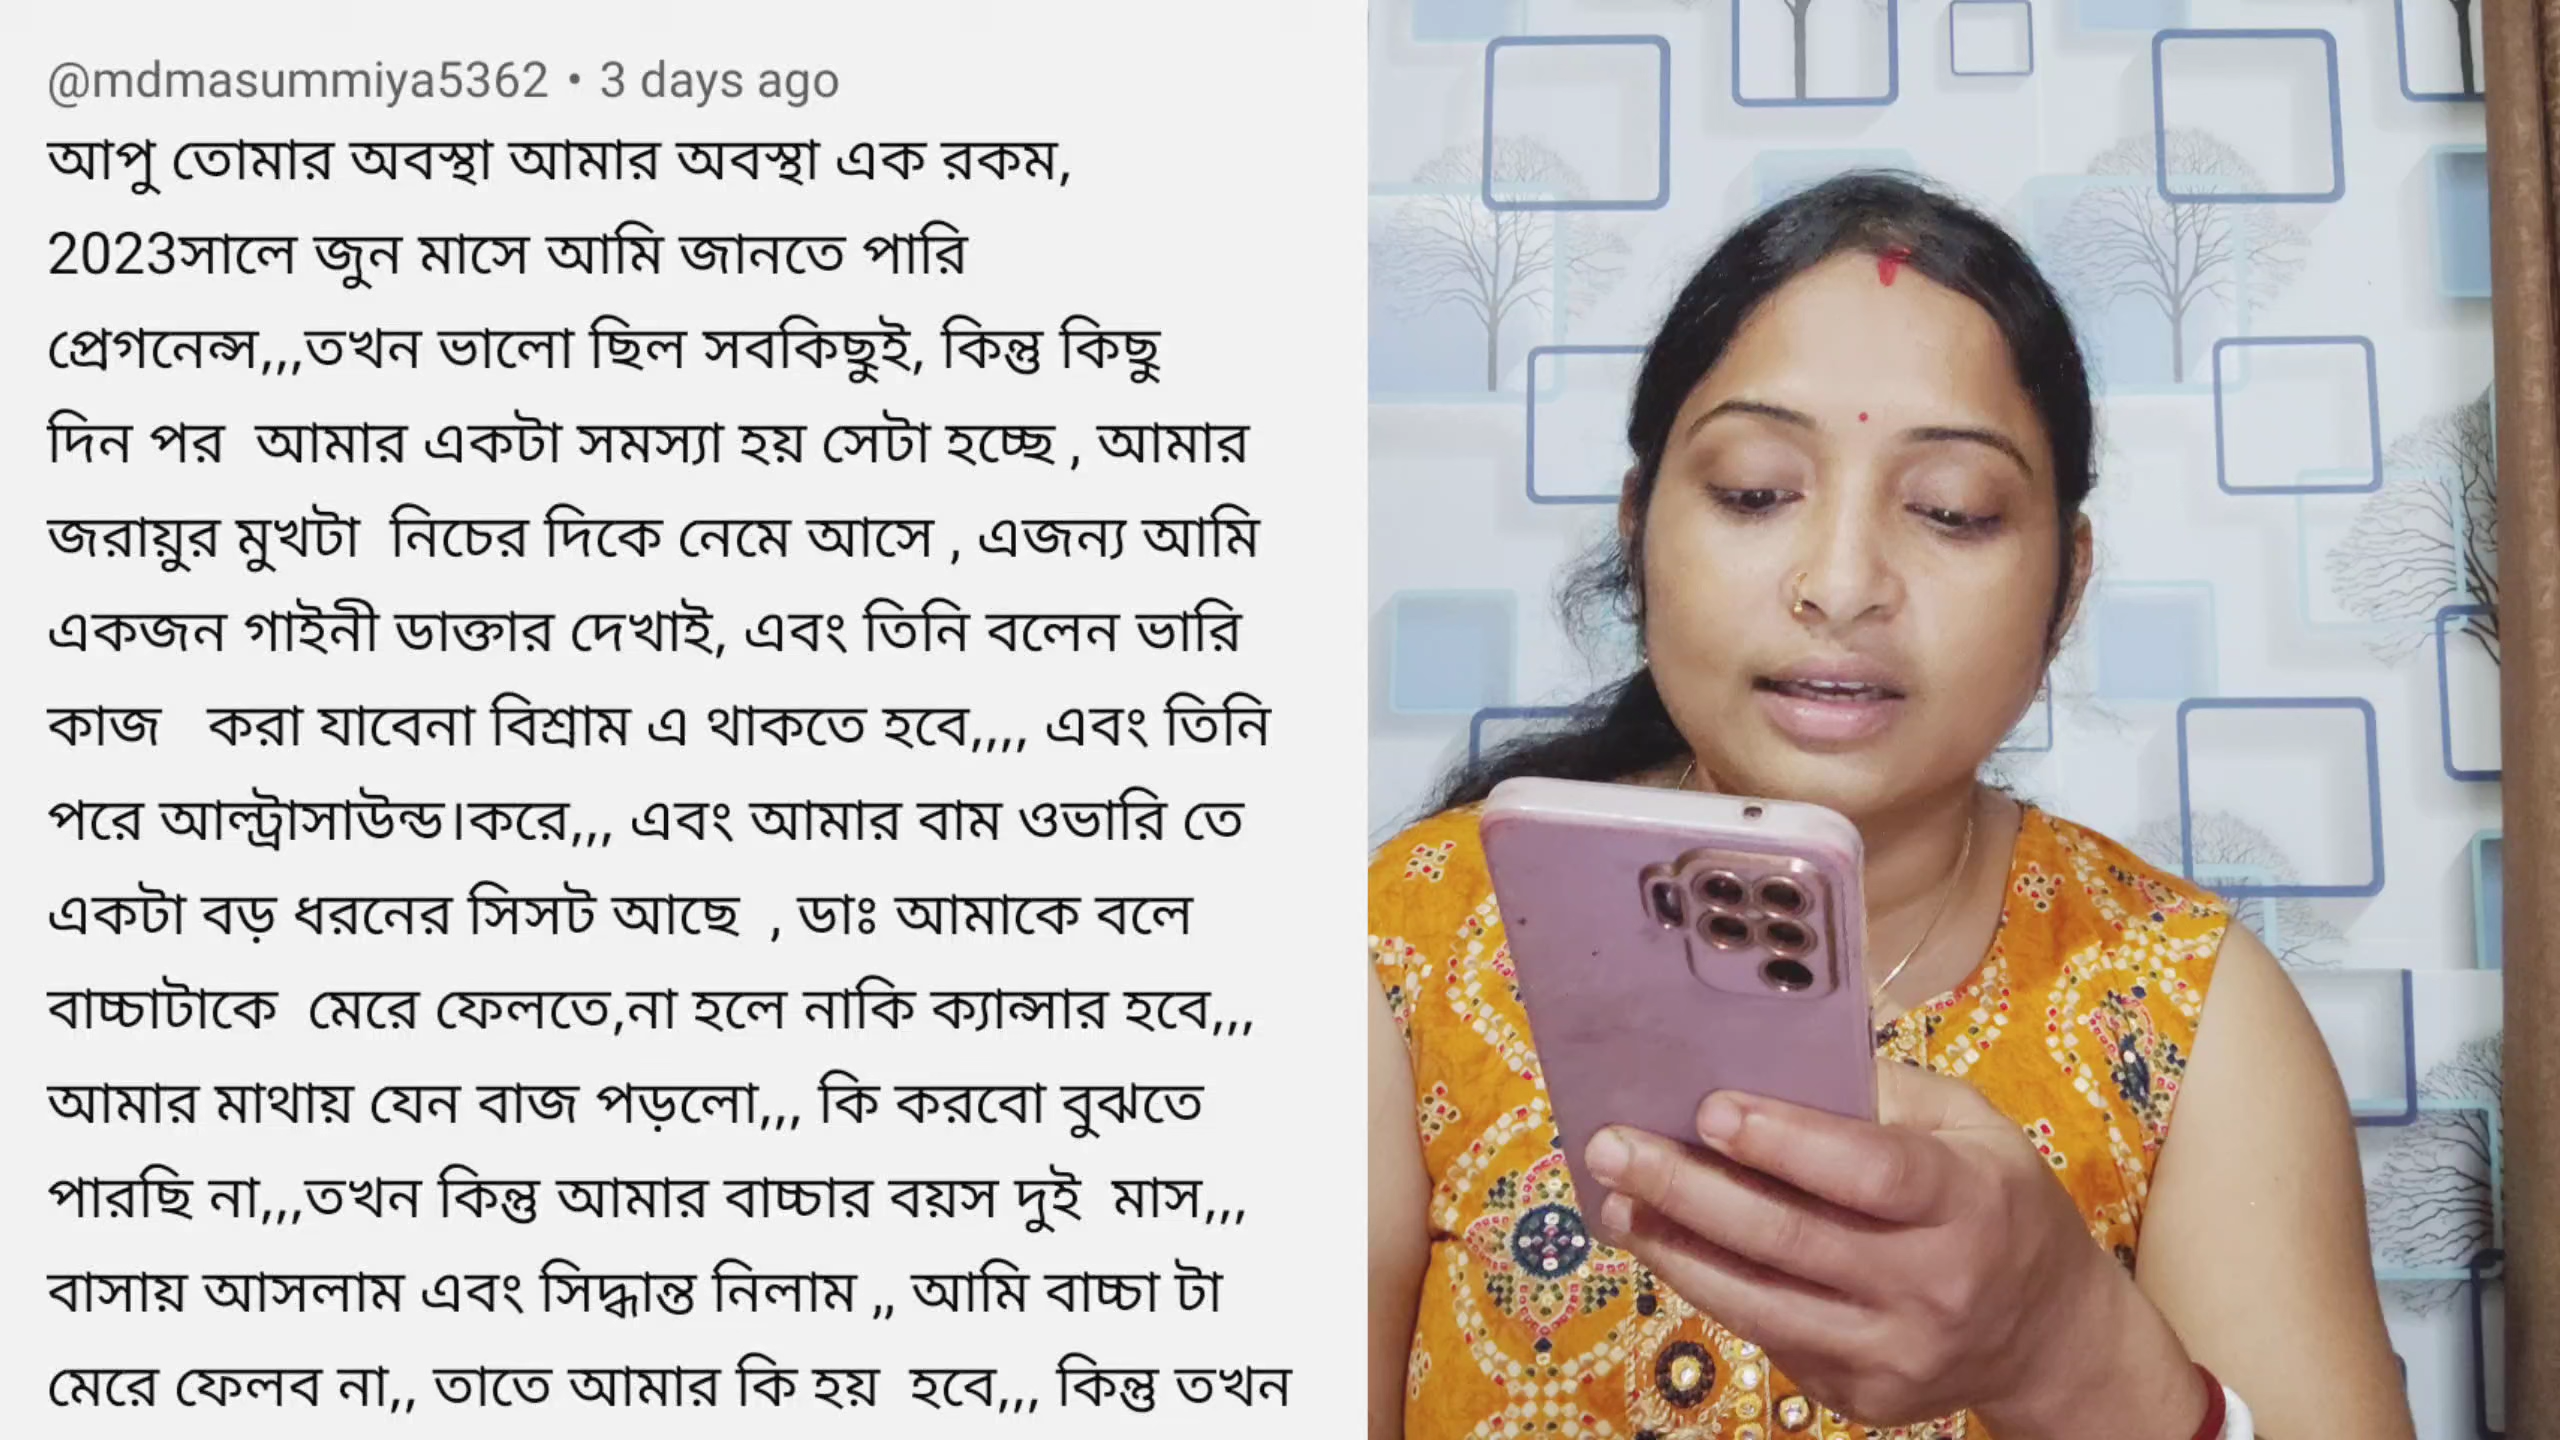 @mdmasummiya5362 • 3 days ago
আপু তোমার অবস্থা আমার অবস্থা এক রকম,
2023সালে জুন মাসে আমি জানতে পারি
প্রেগনেন্স,,,তখন ভালো ছিল সবকিছুই, কিন্তু কিছু
দিন পর  আমার একটা সমস্যা হয় সেটা হচ্ছে , আমার
জরায়ুর মুখটা  নিচের দিকে নেমে আসে , এজন্য আমি
একজন গাইনী ডাক্তার দেখাই, এবং তিনি বলেন ভারি
কাজ   করা যাবেনা বিশ্রাম এ থাকতে হবে,,,, এবং তিনি
পরে আল্ট্রাসাউন্ড।করে,,, এবং আমার বাম ওভারি তে
একটা বড় ধরনের সিসট আছে  , ডাঃ আমাকে বলে
বাচ্চাটাকে  মেরে ফেলতে,না হলে নাকি ক্যান্সার হবে,,,
আমার মাথায় যেন বাজ পড়লো,,, কি করবো বুঝতে
পারছি না,,,তখন কিন্তু আমার বাচ্চার বয়স দুই  মাস,,,
বাসায় আসলাম এবং সিদ্ধান্ত নিলাম ,, আমি বাচ্চা টা
মেরে ফেলব না,, তাতে আমার কি হয়  হবে,,, কিন্তু তখন